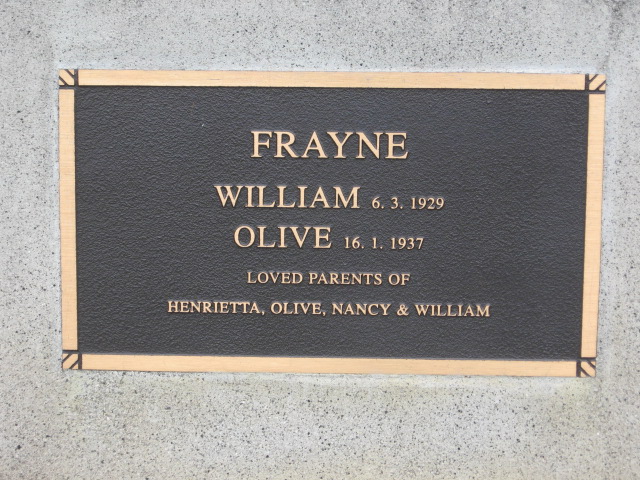 FRAYNE
WILLIAM 6. 3. 1929
OLIVE 16. 1. 1937
LOVED PARENTS OF
HENRIETTA, OLIVE, NANCY & WILLIAM